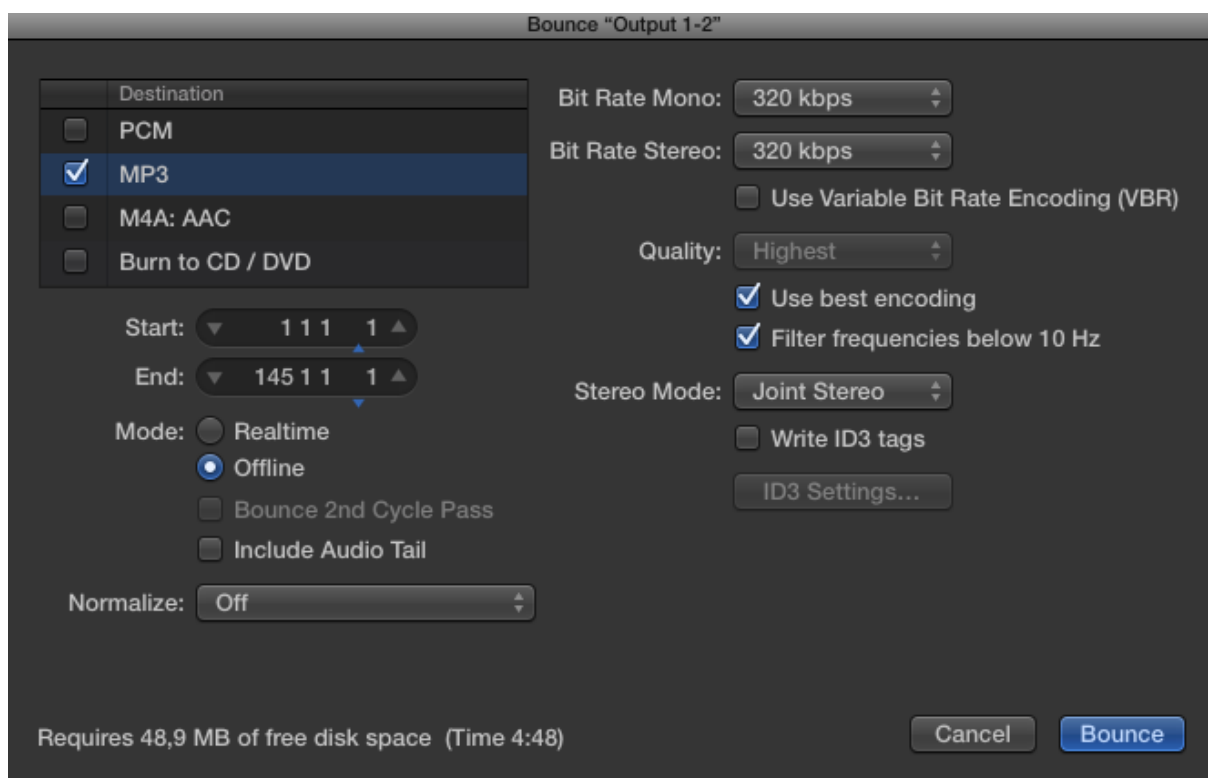 Bounce “Output 1-2”
Destination
PCM
MP3
M4A: AAC
Burn to CD / DVD
Start: 1 1 1 1
End: 145 1 1 1
Mode: Realtime
Offline
Bounce 2nd Cycle Pass
Include Audio Tail
Normalize: Off
Bit Rate Mono: 320 kbps
Bit Rate Stereo: 320 kbps
Use Variable Bit Rate Encoding (VBR)
Quality: Highest
Use best encoding
Filter frequencies below 10 Hz
Stereo Mode: Joint Stereo
Write ID3 tags
ID3 Settings...
Requires 48,9 MB of free disk space (Time 4:48)
Cancel
Bounce